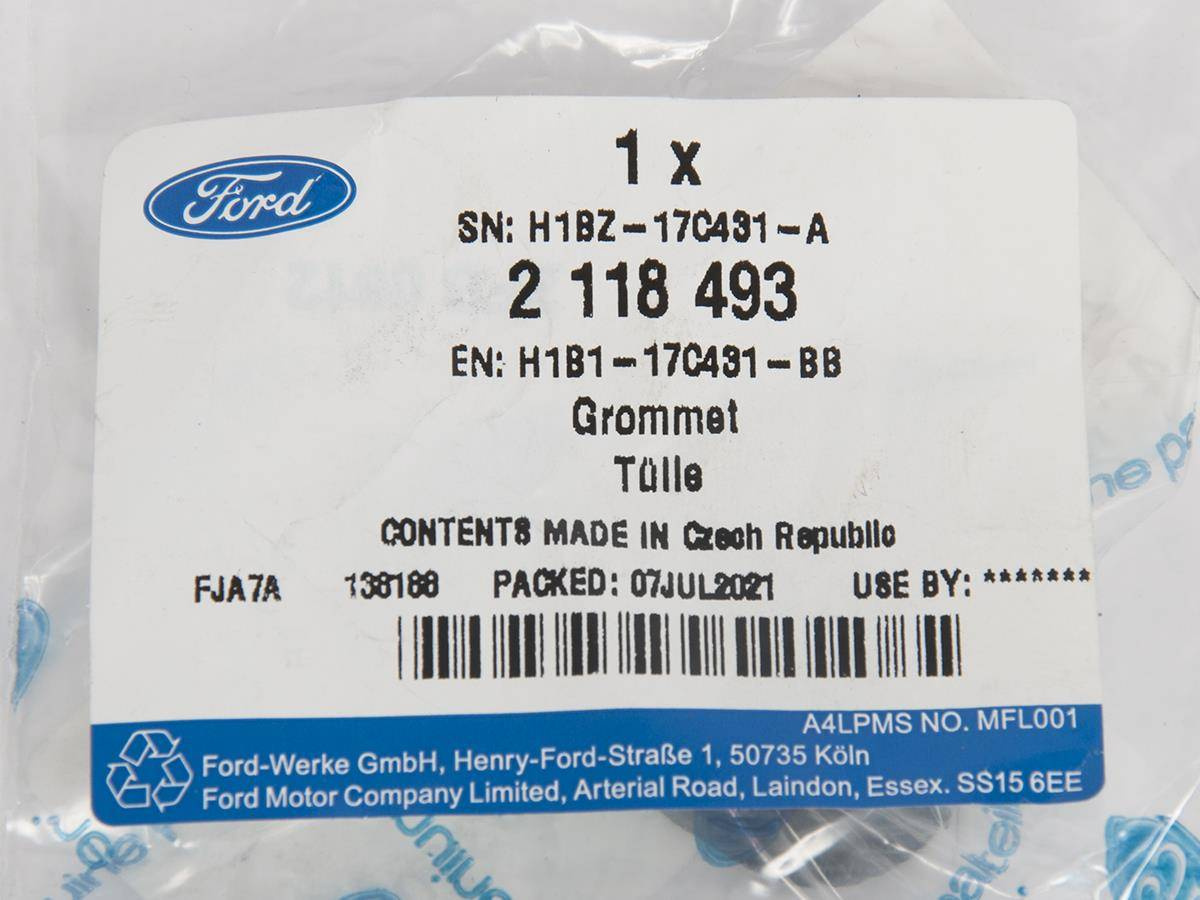 Ford
1 x
SN: H1BZ-17C431-A
2 118 493
EN: H1B1-17C431-BB
Grommet
Tülle
CONTENTS MADE IN Czech Republic
FJA7A 138188 PACKED: 07JUL2021 USE BY: *******
A4LPMS NO. MFL001
Ford-Werke GmbH, Henry-Ford-Straße 1, 50735 Köln
Ford Motor Company Limited, Arterial Road, Laindon, Essex. SS15 6EE